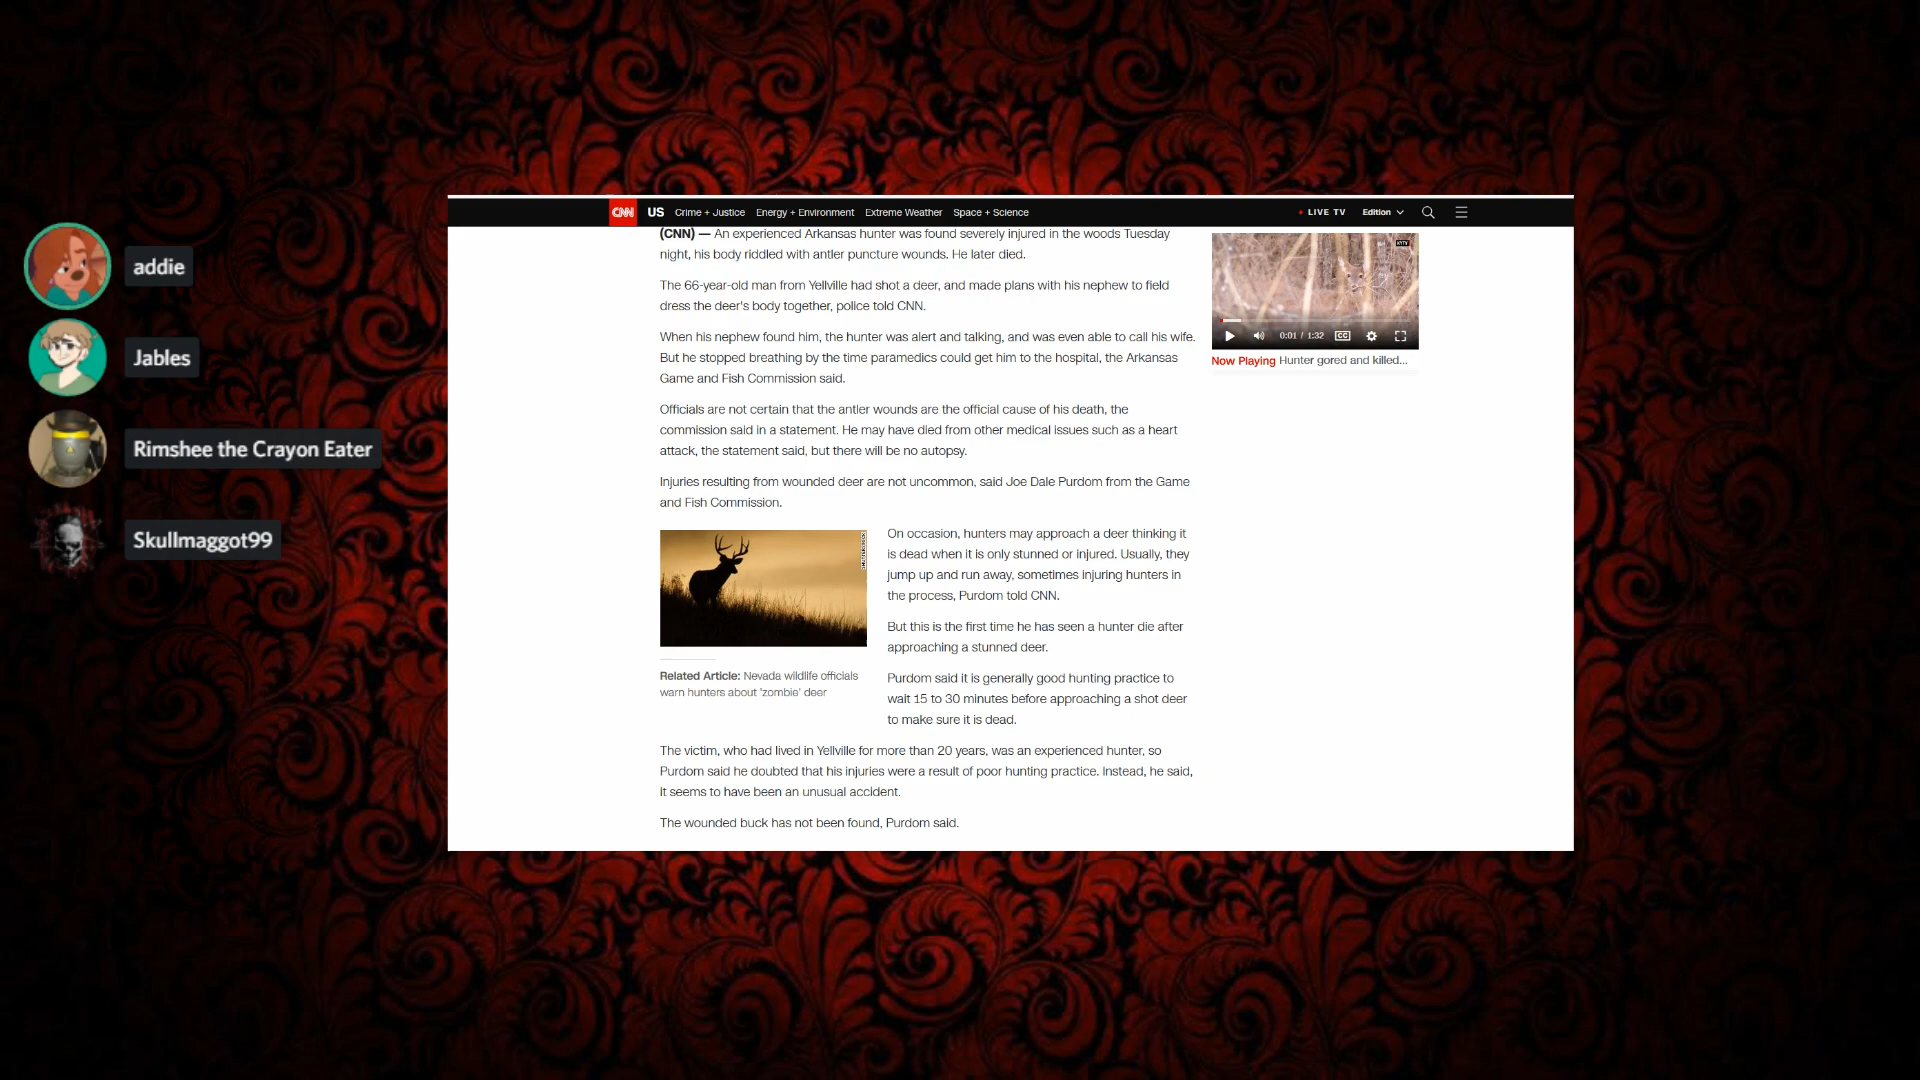 CNN US Crime + Justice Energy + Environment Extreme Weather Space + Science LIVE TV Edition
addie
Jables
Rimshee the Crayon Eater
Skullmaggot99
(CNN) — An experienced Arkansas hunter was found severely injured in the woods Tuesday
night, his body riddled with antler puncture wounds. He later died.
The 66-year-old man from Yellville had shot a deer, and made plans with his nephew to field
dress the deer's body together, police told CNN.
When his nephew found him, the hunter was alert and talking, and was even able to call his wife.
But he stopped breathing by the time paramedics could get him to the hospital, the Arkansas
Game and Fish Commission said.
Officials are not certain that the antler wounds are the official cause of his death, the
commission said in a statement. He may have died from other medical issues such as a heart
attack, the statement said, but there will be no autopsy.
Injuries resulting from wounded deer are not uncommon, said Joe Dale Purdom from the Game
and Fish Commission.
On occasion, hunters may approach a deer thinking it
is dead when it is only stunned or injured. Usually, they
jump up and run away, sometimes injuring hunters in
the process, Purdom told CNN.
But this is the first time he has seen a hunter die after
approaching a stunned deer.
Purdom said it is generally good hunting practice to
wait 15 to 30 minutes before approaching a shot deer
to make sure it is dead.
Related Article: Nevada wildlife officials
warn hunters about 'zombie' deer
The victim, who had lived in Yellville for more than 20 years, was an experienced hunter, so
Purdom said he doubted that his injuries were a result of poor hunting practice. Instead, he said,
it seems to have been an unusual accident.
The wounded buck has not been found, Purdom said.
KYTV
0:01 / 1:32 CC
Now Playing Hunter gored and killed...